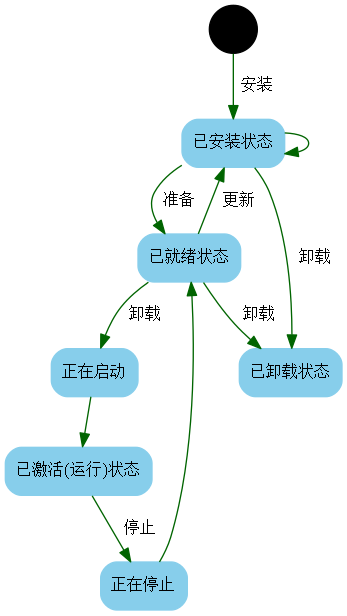 安装
已安装状态
准备
更新
已就绪状态
卸载
卸载
卸载
正在启动
已卸载状态
已激活(运行)状态
停止
正在停止